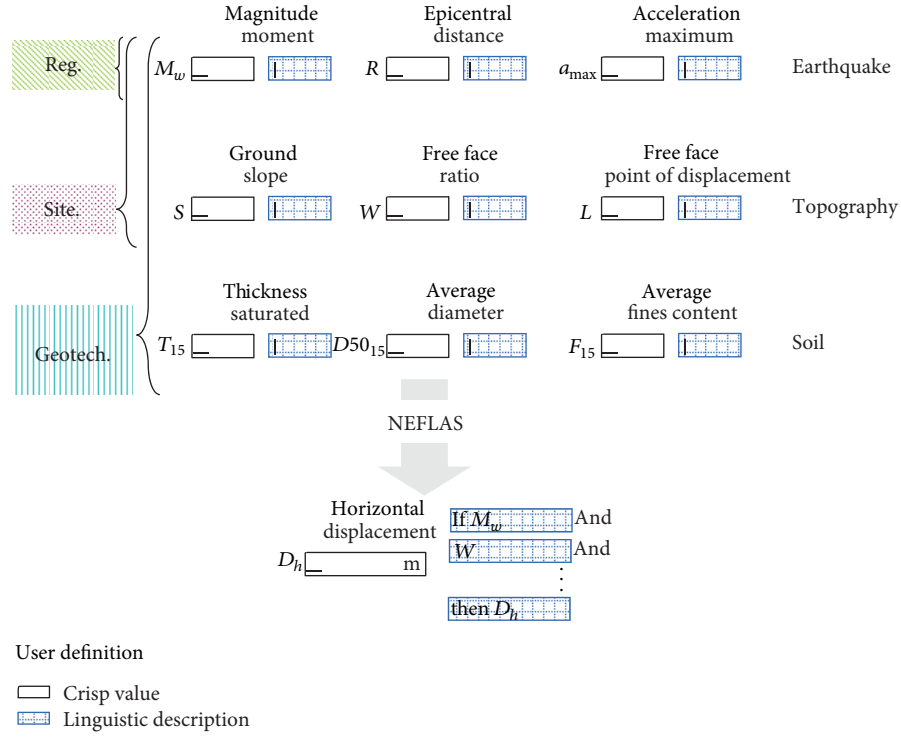 Magnitude
moment
Epicentral
distance
Acceleration
maximum
Reg.
M_w
R
a_max
Earthquake
Ground
slope
Free face
ratio
Free face
point of displacement
Site.
S
W
L
Topography
Thickness
saturated
Average
diameter
Average
fines content
Geotech.
T_15
D50_15
F_15
Soil
NEFLAS
Horizontal
displacement
D_h
m
If M_w And
W And
⋮
then D_h
User definition
Crisp value
Linguistic description